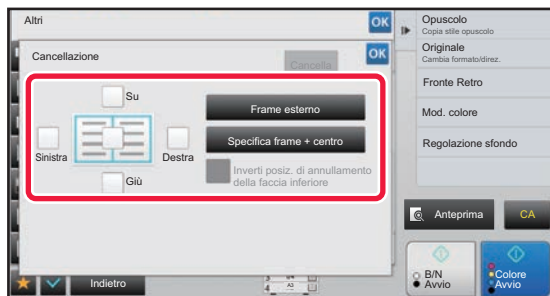 Altri
OK
Cancellazione
Cancella
OK
Su
Frame esterno
Sinistra
Destra
Specifica frame + centro
Giù
Inverti posiz. di annullamento
della faccia inferiore
Indietro
Opuscolo
Copia stile opuscolo
Originale
Cambia formato/direz.
Fronte Retro
Mod. colore
Regolazione sfondo
Anteprima
CA
B/N
Avvio
Colore
Avvio